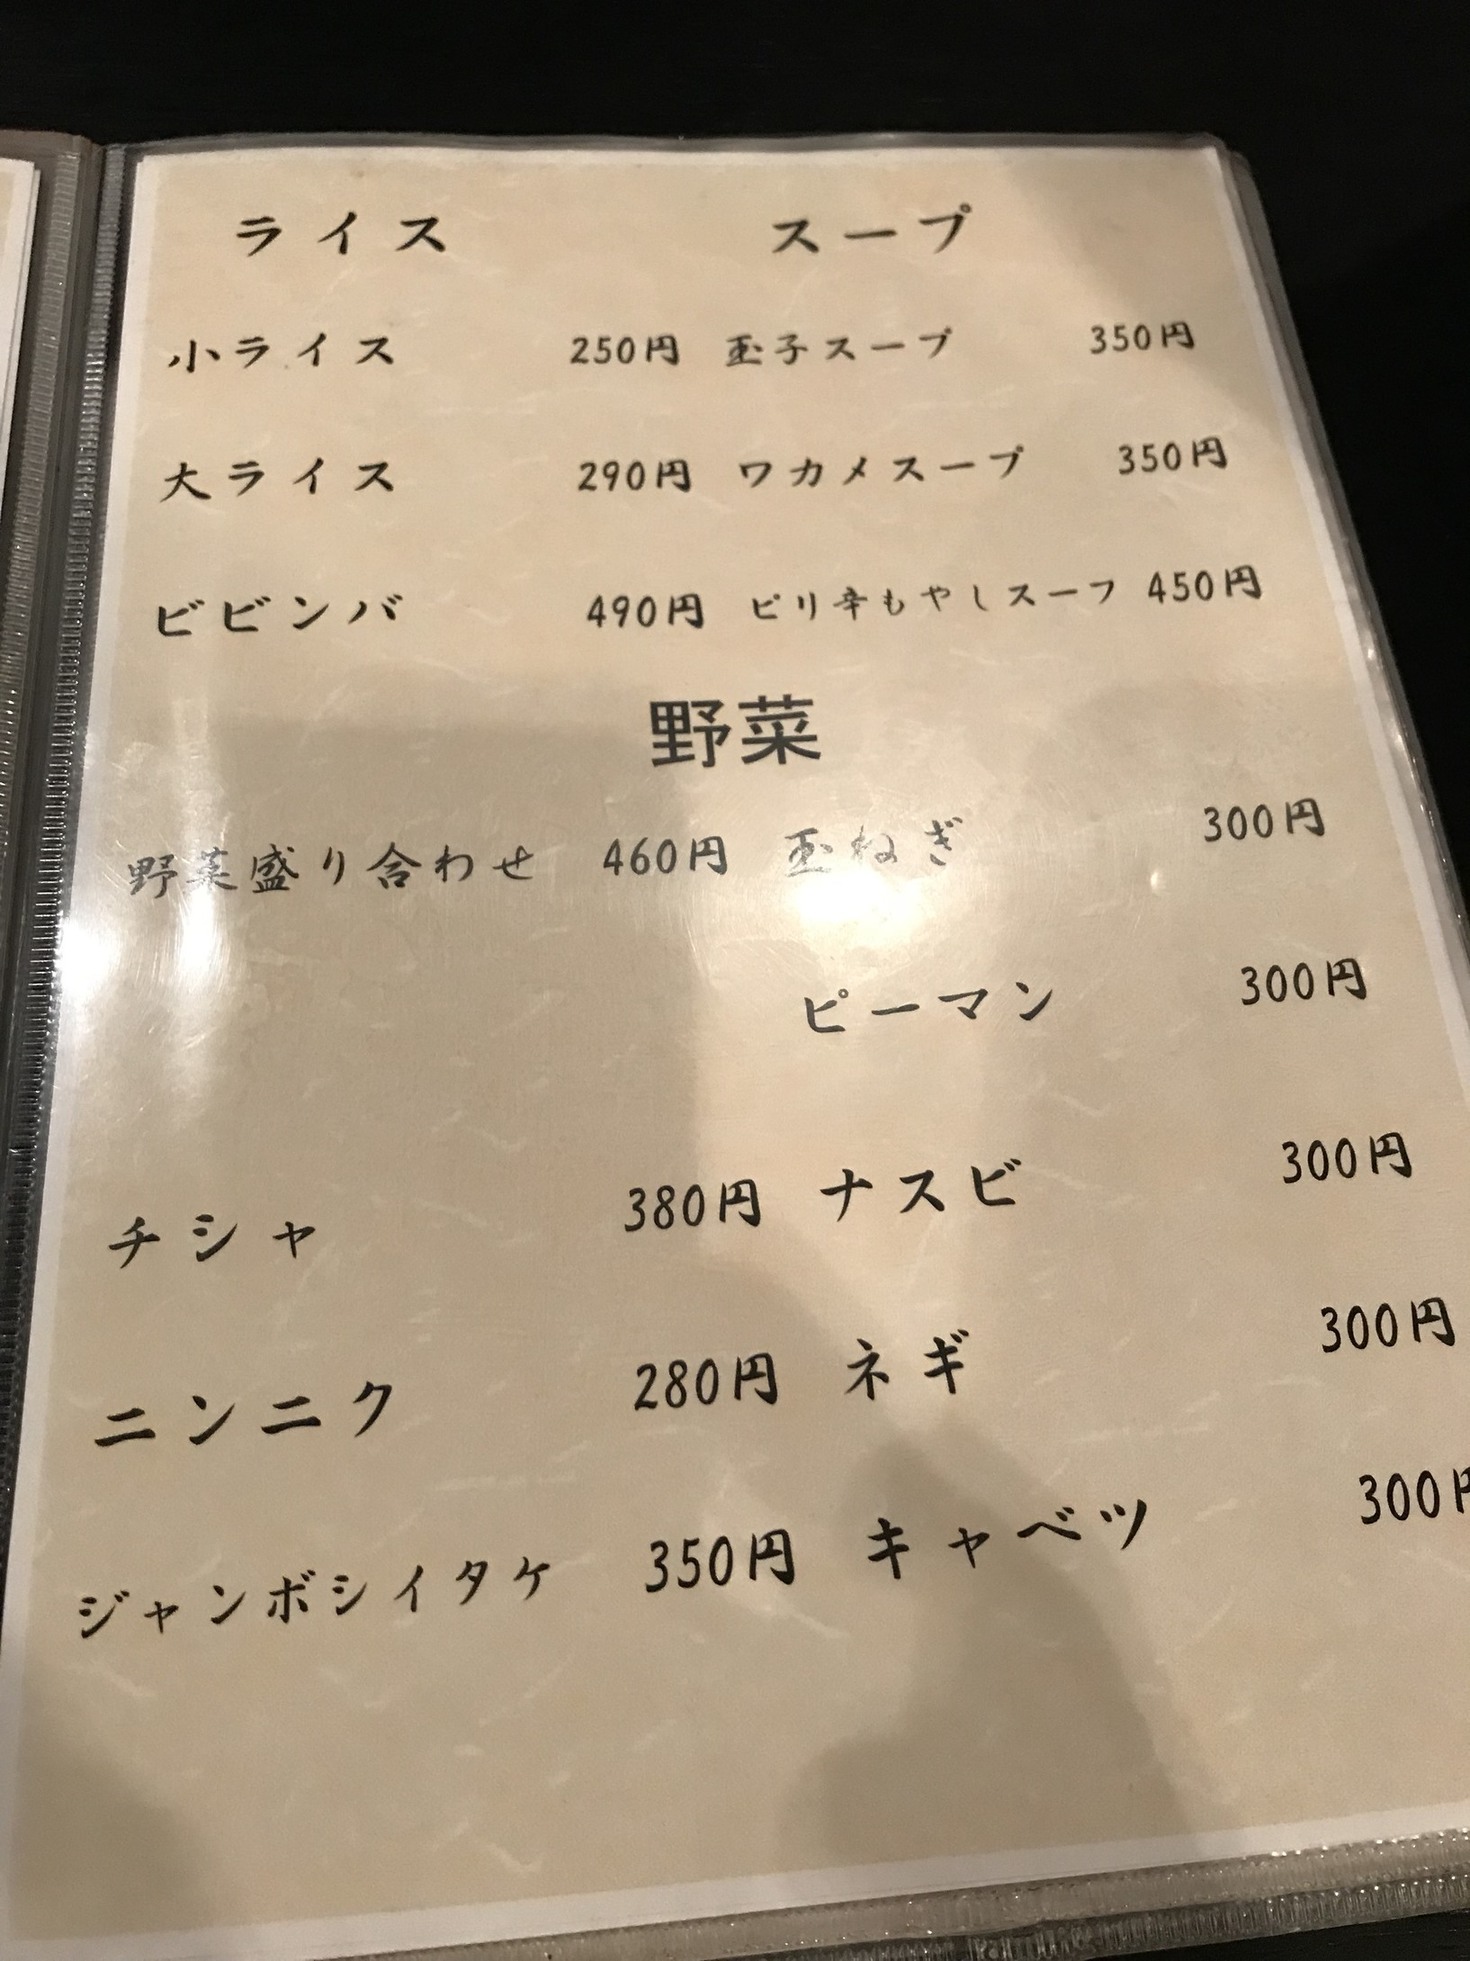 ライス スープ
小ライス 250円 玉子スープ 350円
大ライス 290円 ワカメスープ 350円
ビビンバ 490円 ピリ辛もやしスープ 450円
野菜
野菜盛り合わせ 460円 玉ねぎ 300円
ピーマン 300円
チシャ 380円 ナスビ 300円
ニンニク 280円 ネギ 300円
ジャンボシイタケ 350円 キャベツ 300円